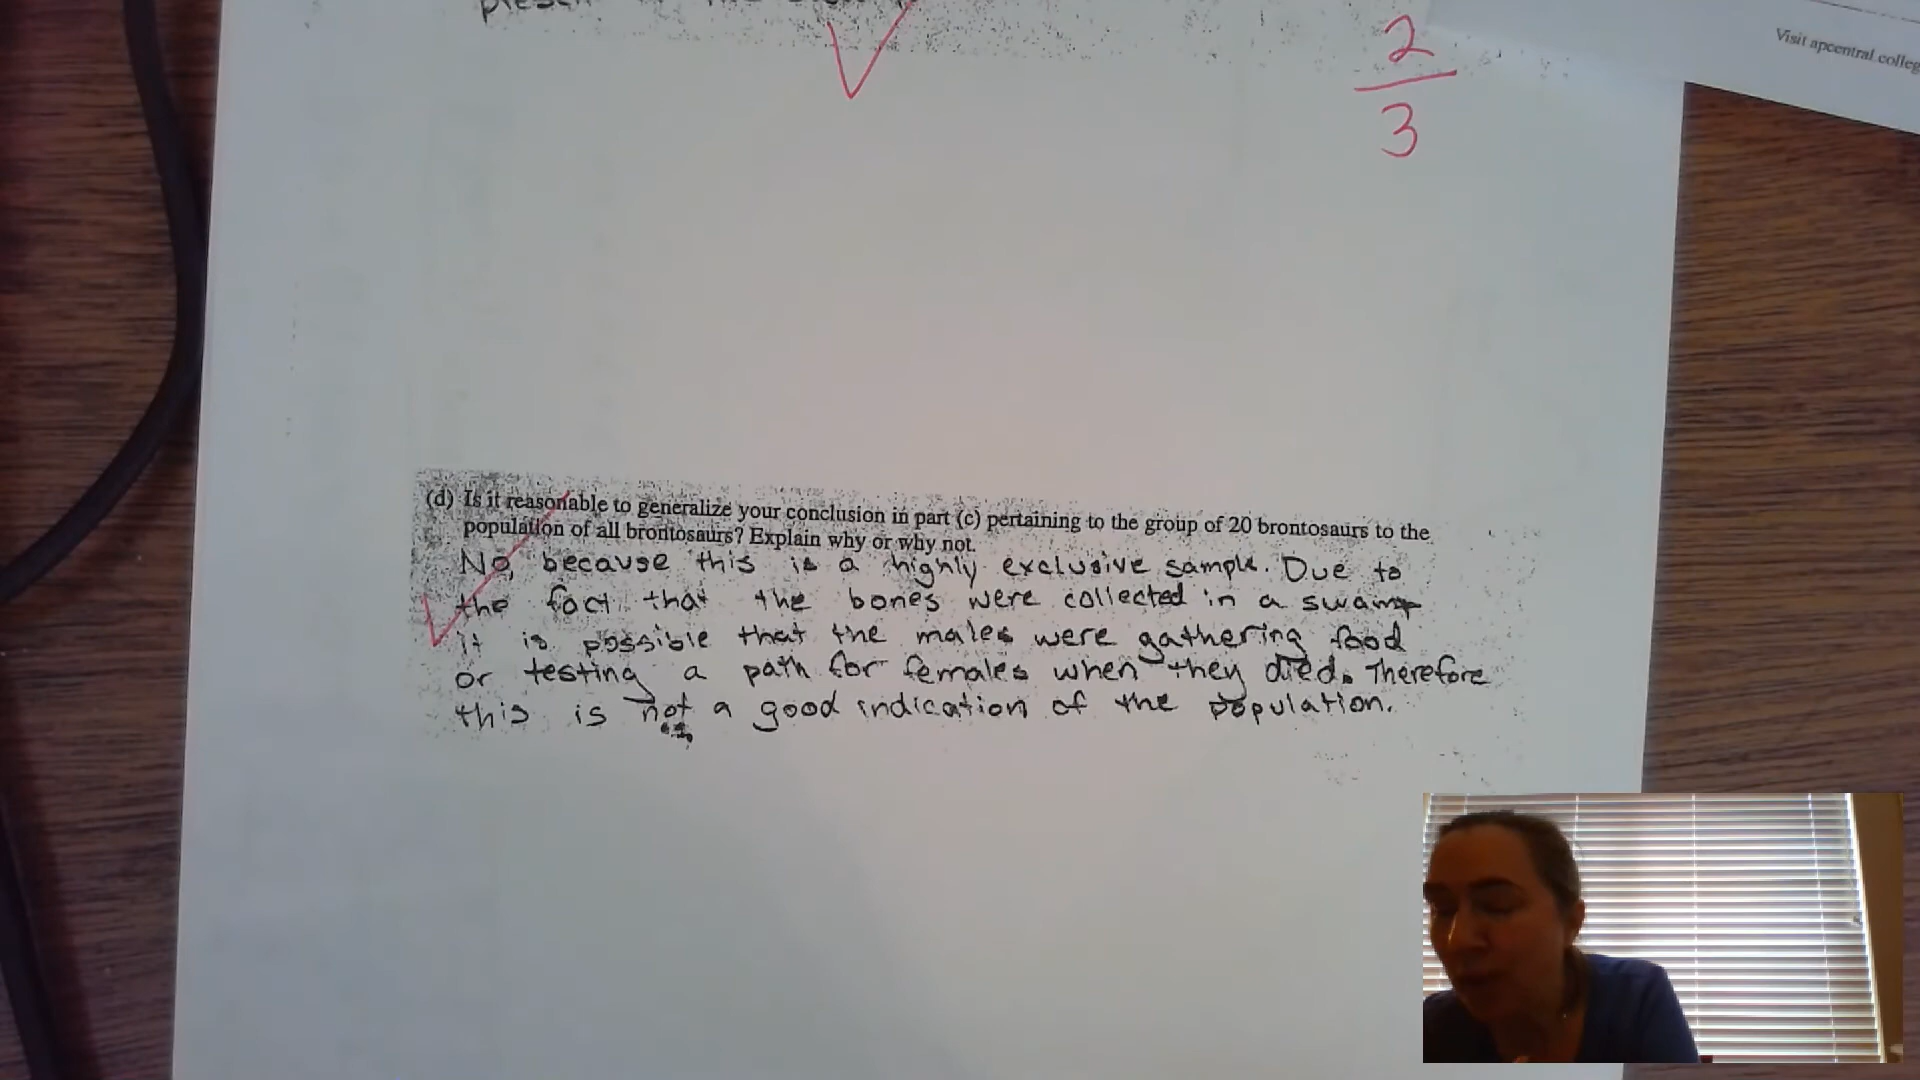 2
3
Visit apcentral.colleg
(d) Is it reasonable to generalize your conclusion in part (c) pertaining to the group of 20 brontosaurs to the
population of all brontosaurs? Explain why or why not.
No, because this is a highly exclusive sample. Due to
the fact that the bones were collected in a swamp
it is possible that the males were gathering food
or testing a path for females when they died. Therefore
this is not a good indication of the population.